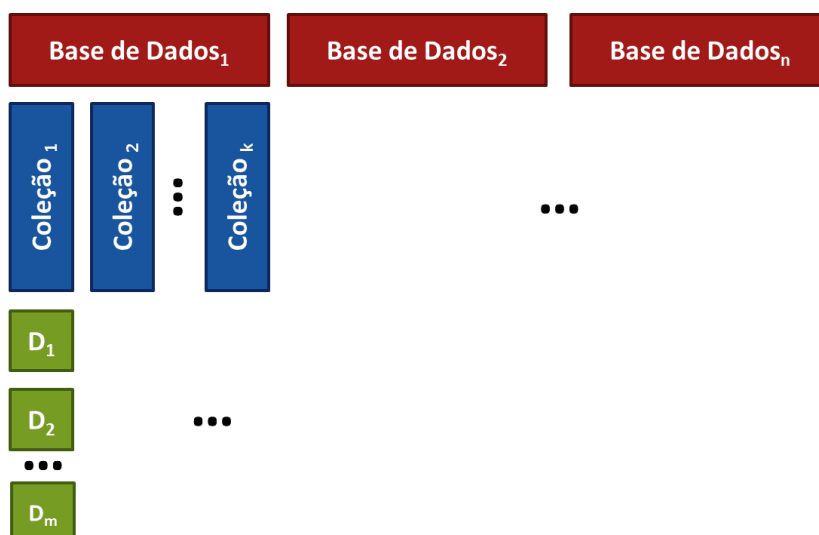 Base de Dados₁
Base de Dados₂
Base de Dadosₙ
Coleção ₁
Coleção ₂
...
Coleção ₖ
...
D₁
D₂
...
...
Dₘ